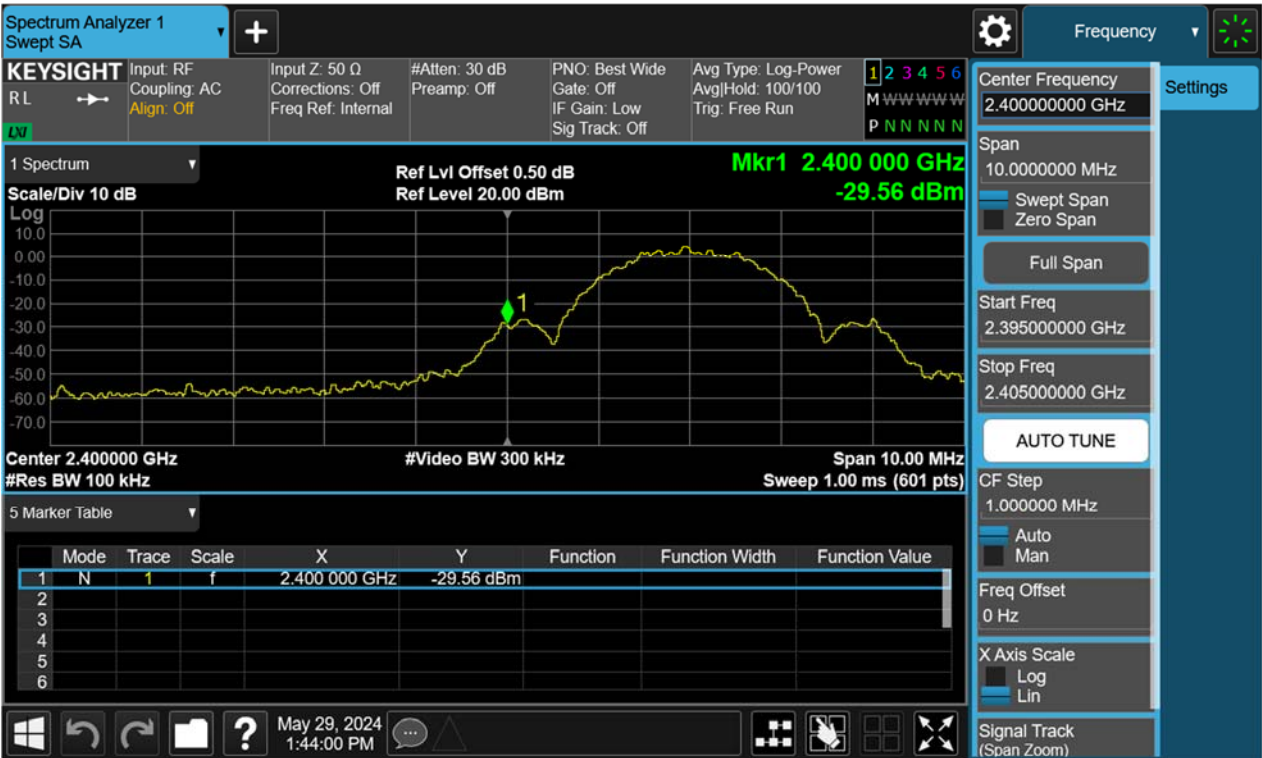 Spectrum Analyzer 1
Swept SA
+
Frequency
KEYSIGHT
R L
LXI
Input: RF
Coupling: AC
Align: Off
Input Z: 50 Ω
Corrections: Off
Freq Ref: Internal
#Atten: 30 dB
Preamp: Off
PNO: Best Wide
Gate: Off
IF Gain: Low
Sig Track: Off
Avg Type: Log-Power
Avg|Hold: 100/100
Trig: Free Run
1 2 3 4 5 6
M W W W W W
P N N N N N
1 Spectrum
Scale/Div 10 dB
Ref Lvl Offset 0.50 dB
Ref Level 20.00 dBm
Mkr1 2.400 000 GHz
-29.56 dBm
Log
10.0
0.00
-10.0
-20.0
-30.0
-40.0
-50.0
-60.0
-70.0
1
Center 2.400000 GHz
#Res BW 100 kHz
#Video BW 300 kHz
Span 10.00 MHz
Sweep 1.00 ms (601 pts)
5 Marker Table
Mode Trace Scale X Y Function Function Width Function Value
1 N 1 f 2.400 000 GHz -29.56 dBm
2
3
4
5
6
?
May 29, 2024
1:44:00 PM
Center Frequency
2.400000000 GHz
Settings
Span
10.0000000 MHz
Swept Span
Zero Span
Full Span
Start Freq
2.395000000 GHz
Stop Freq
2.405000000 GHz
AUTO TUNE
CF Step
1.000000 MHz
Auto
Man
Freq Offset
0 Hz
X Axis Scale
Log
Lin
Signal Track
(Span Zoom)